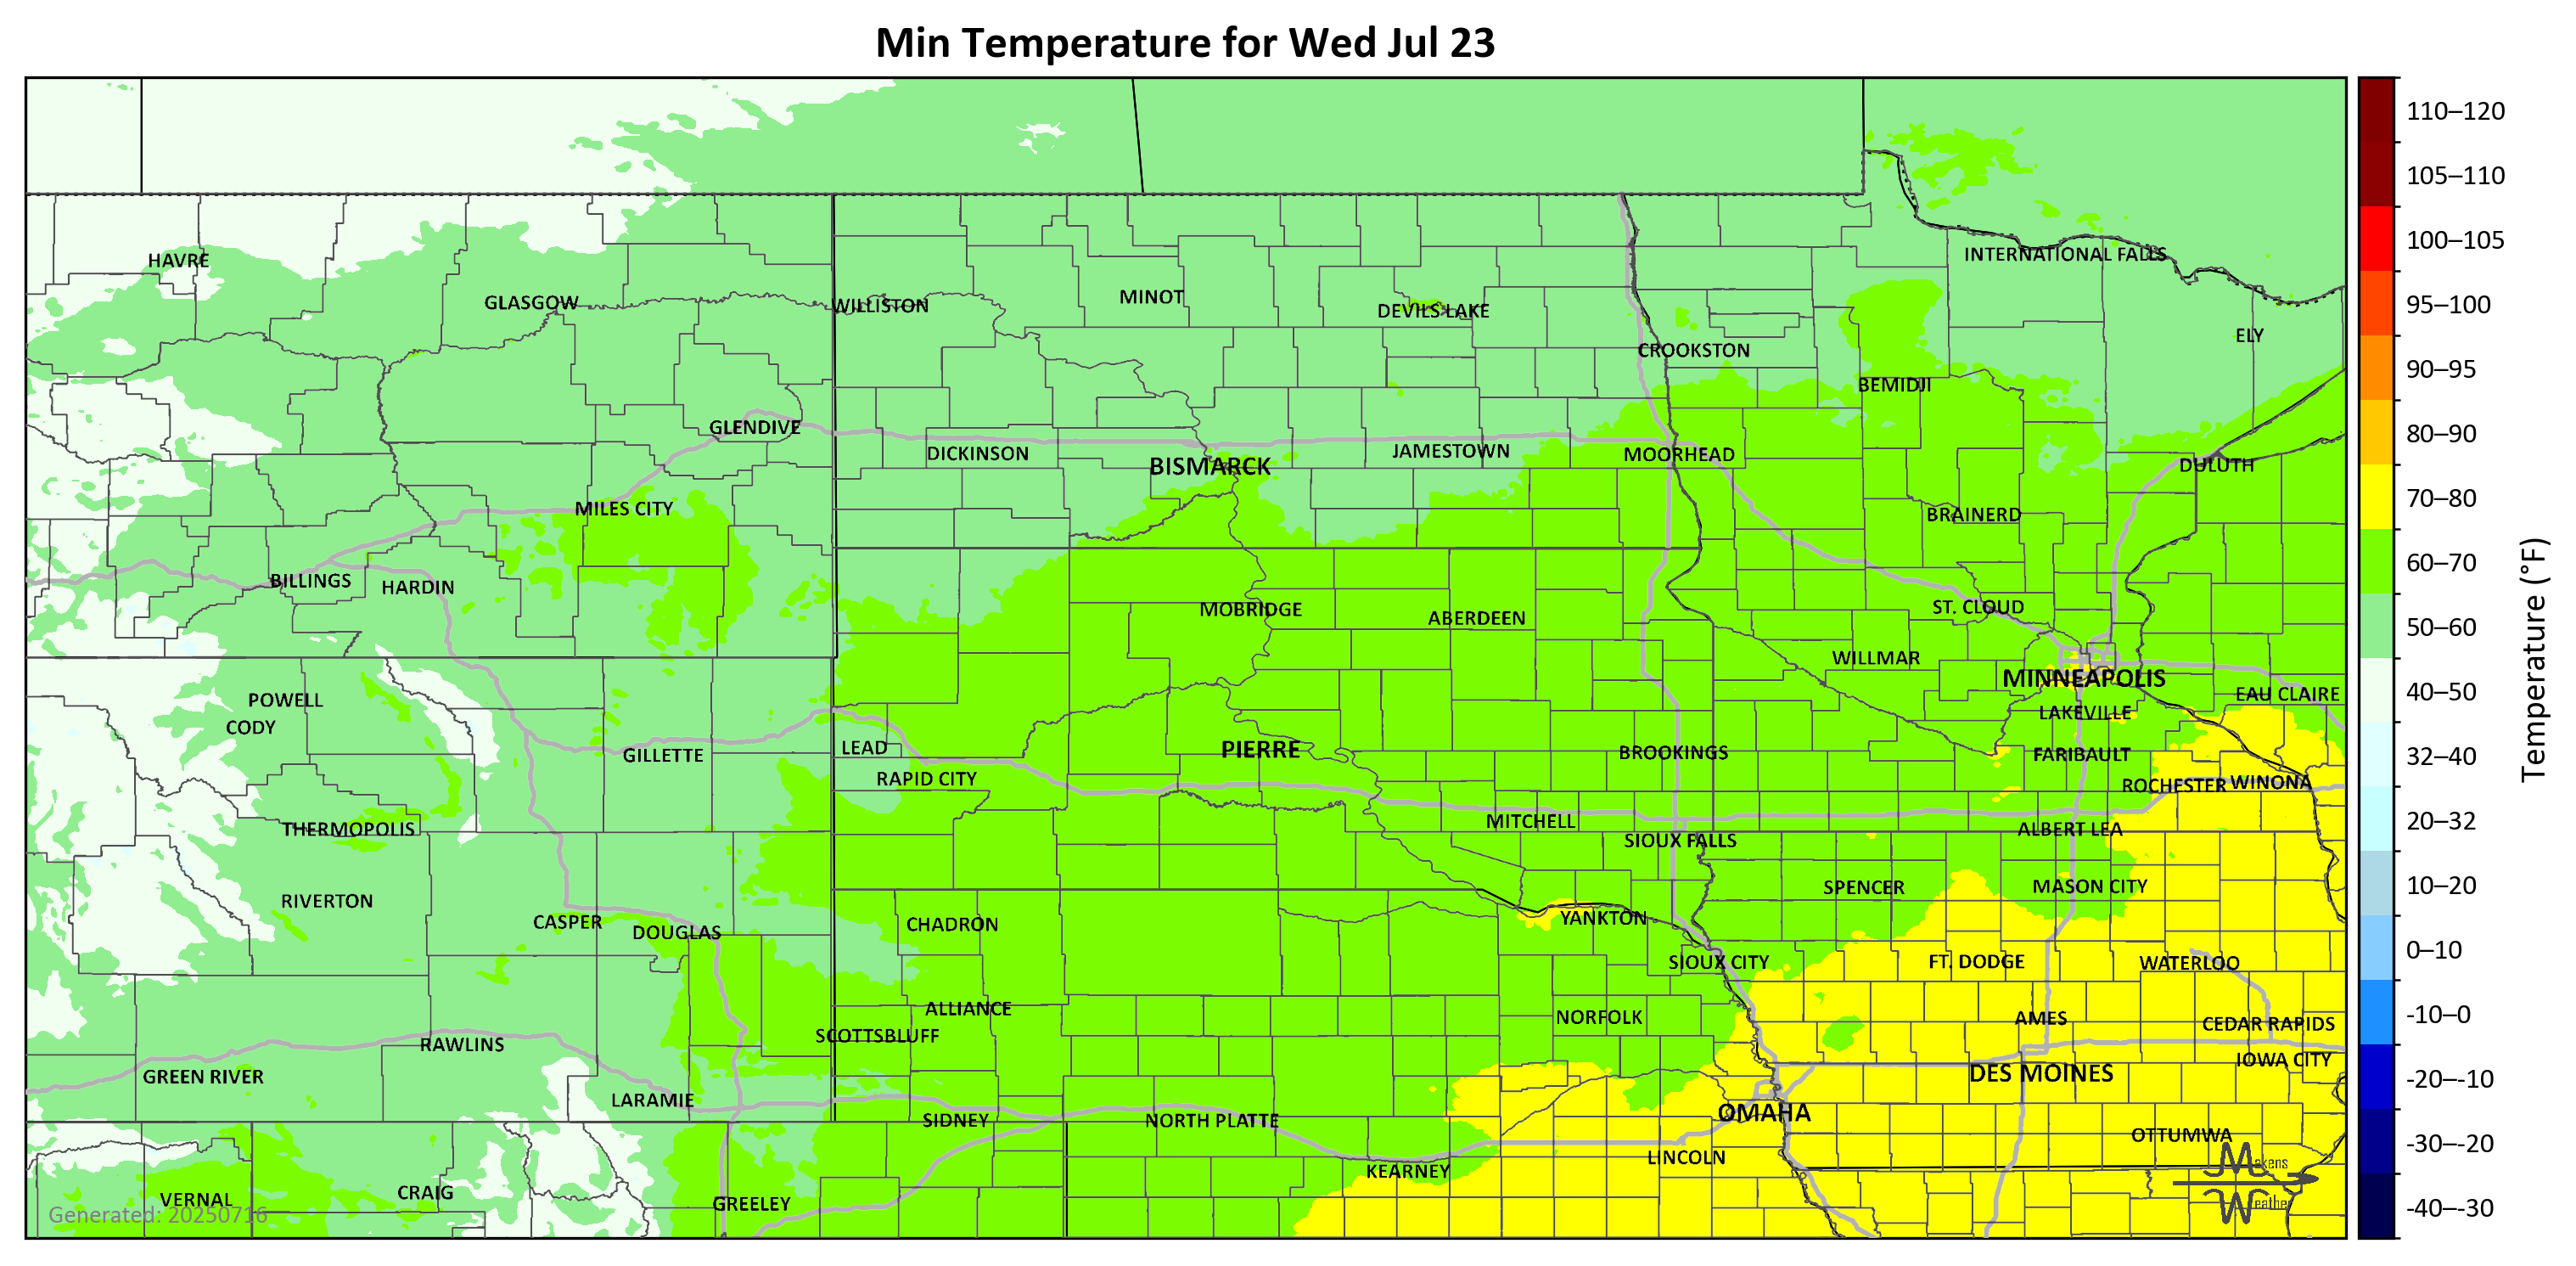 Min Temperature for Wed Jul 23
110–120
105–110
100–105
95–100
90–95
80–90
70–80
60–70
50–60
40–50
32–40
20–32
10–20
0–10
-10–0
-20–-10
-30–-20
-40–-30
Temperature (°F)
INTERNATIONAL FALLS
HAVRE
MINOT
GLASGOW
WILLISTON
DEVILS LAKE
ELY
CROOKSTON
BEMIDJI
GLENDIVE
DICKINSON
JAMESTOWN
MOORHEAD
BISMARCK
DULUTH
MILES CITY
BRAINERD
BILLINGS
HARDIN
MOBRIDGE
ABERDEEN
ST. CLOUD
WILLMAR
MINNEAPOLIS
EAU CLAIRE
POWELL
LAKEVILLE
CODY
LEAD
PIERRE
BROOKINGS
GILLETTE
FARIBAULT
RAPID CITY
ROCHESTER
WINONA
MITCHELL
THERMOPOLIS
ALBERT LEA
SIOUX FALLS
SPENCER
MASON CITY
RIVERTON
CASPER
DOUGLAS
CHADRON
YANKTON
SIOUX CITY
FT. DODGE
WATERLOO
ALLIANCE
NORFOLK
AMES
CEDAR RAPIDS
SCOTTSBLUFF
RAWLINS
IOWA CITY
GREEN RIVER
DES MOINES
LARAMIE
SIDNEY
NORTH PLATTE
OMAHA
OTTUMWA
LINCOLN
KEARNEY
Makens
Weather
VERNAL
CRAIG
GREELEY
Generated: 20250716